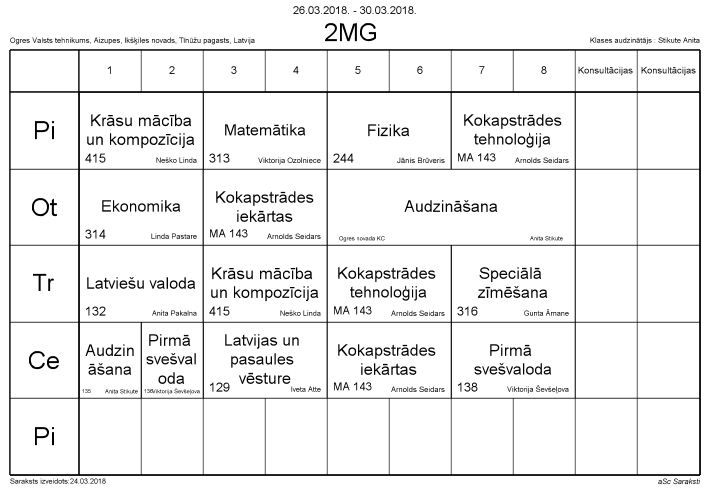 26.03.2018. - 30.03.2018.
2MG
Ogres Valsts tehnikums, Aizupes, Ikšķiles novads, Tīnūžu pagasts, Latvija
Klases audzinātājs : Stikute Anita
1 2 3 4 5 6 7 8 Konsultācijas Konsultācijas
Pi
Krāsu mācība
un kompozīcija
415 Neško Linda
Matemātika
313 Viktorija Ozolniece
Fizika
244 Jānis Brūveris
Kokapstrādes
tehnoloģija
MA 143 Arnolds Seidars
Ot
Ekonomika
314 Linda Pastare
Kokapstrādes
iekārtas
MA 143 Arnolds Seidars
Audzināšana
Ogres novada KC Anita Stikute
Tr
Latviešu valoda
132 Anita Pakalna
Krāsu mācība
un kompozīcija
415 Neško Linda
Kokapstrādes
tehnoloģija
MA 143 Arnolds Seidars
Speciālā
zīmēšana
316 Gunta Āmane
Ce
Audzin
āšana
135 Anita Stikute
Pirmā
svešval
oda
138 Viktorija Ševšeļova
Latvijas un
pasaules
vēsture
129 Iveta Atte
Kokapstrādes
iekārtas
MA 143 Arnolds Seidars
Pirmā
svešvaloda
138 Viktorija Ševšeļova
Pi
Saraksts izveidots:24.03.2018
aSc Saraksti